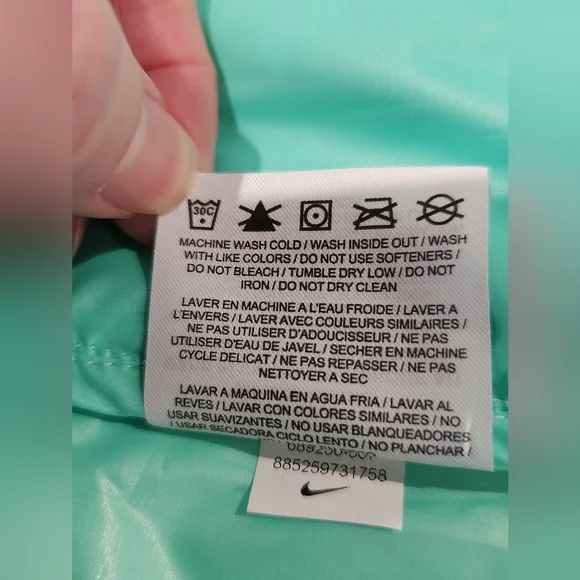 30C
MACHINE WASH COLD / WASH INSIDE OUT / WASH
WITH LIKE COLORS / DO NOT USE SOFTENERS /
DO NOT BLEACH / TUMBLE DRY LOW / DO NOT
IRON / DO NOT DRY CLEAN
LAVER EN MACHINE A L'EAU FROIDE / LAVER A
L'ENVERS / LAVER AVEC COULEURS SIMILAIRES /
NE PAS UTILISER D'ADOUCISSEUR / NE PAS
UTILISER D'EAU DE JAVEL / SECHER EN MACHINE
CYCLE DELICAT / NE PAS REPASSER / NE PAS
NETTOYER A SEC
LAVAR A MAQUINA EN AGUA FRIA / LAVAR AL
REVES / LAVAR CON COLORES SIMILARES / NO
USAR SUAVIZANTES / NO USAR BLANQUEADORES
/ USAR SECADORA CICLO LENTO / NO PLANCHAR /
885259731758